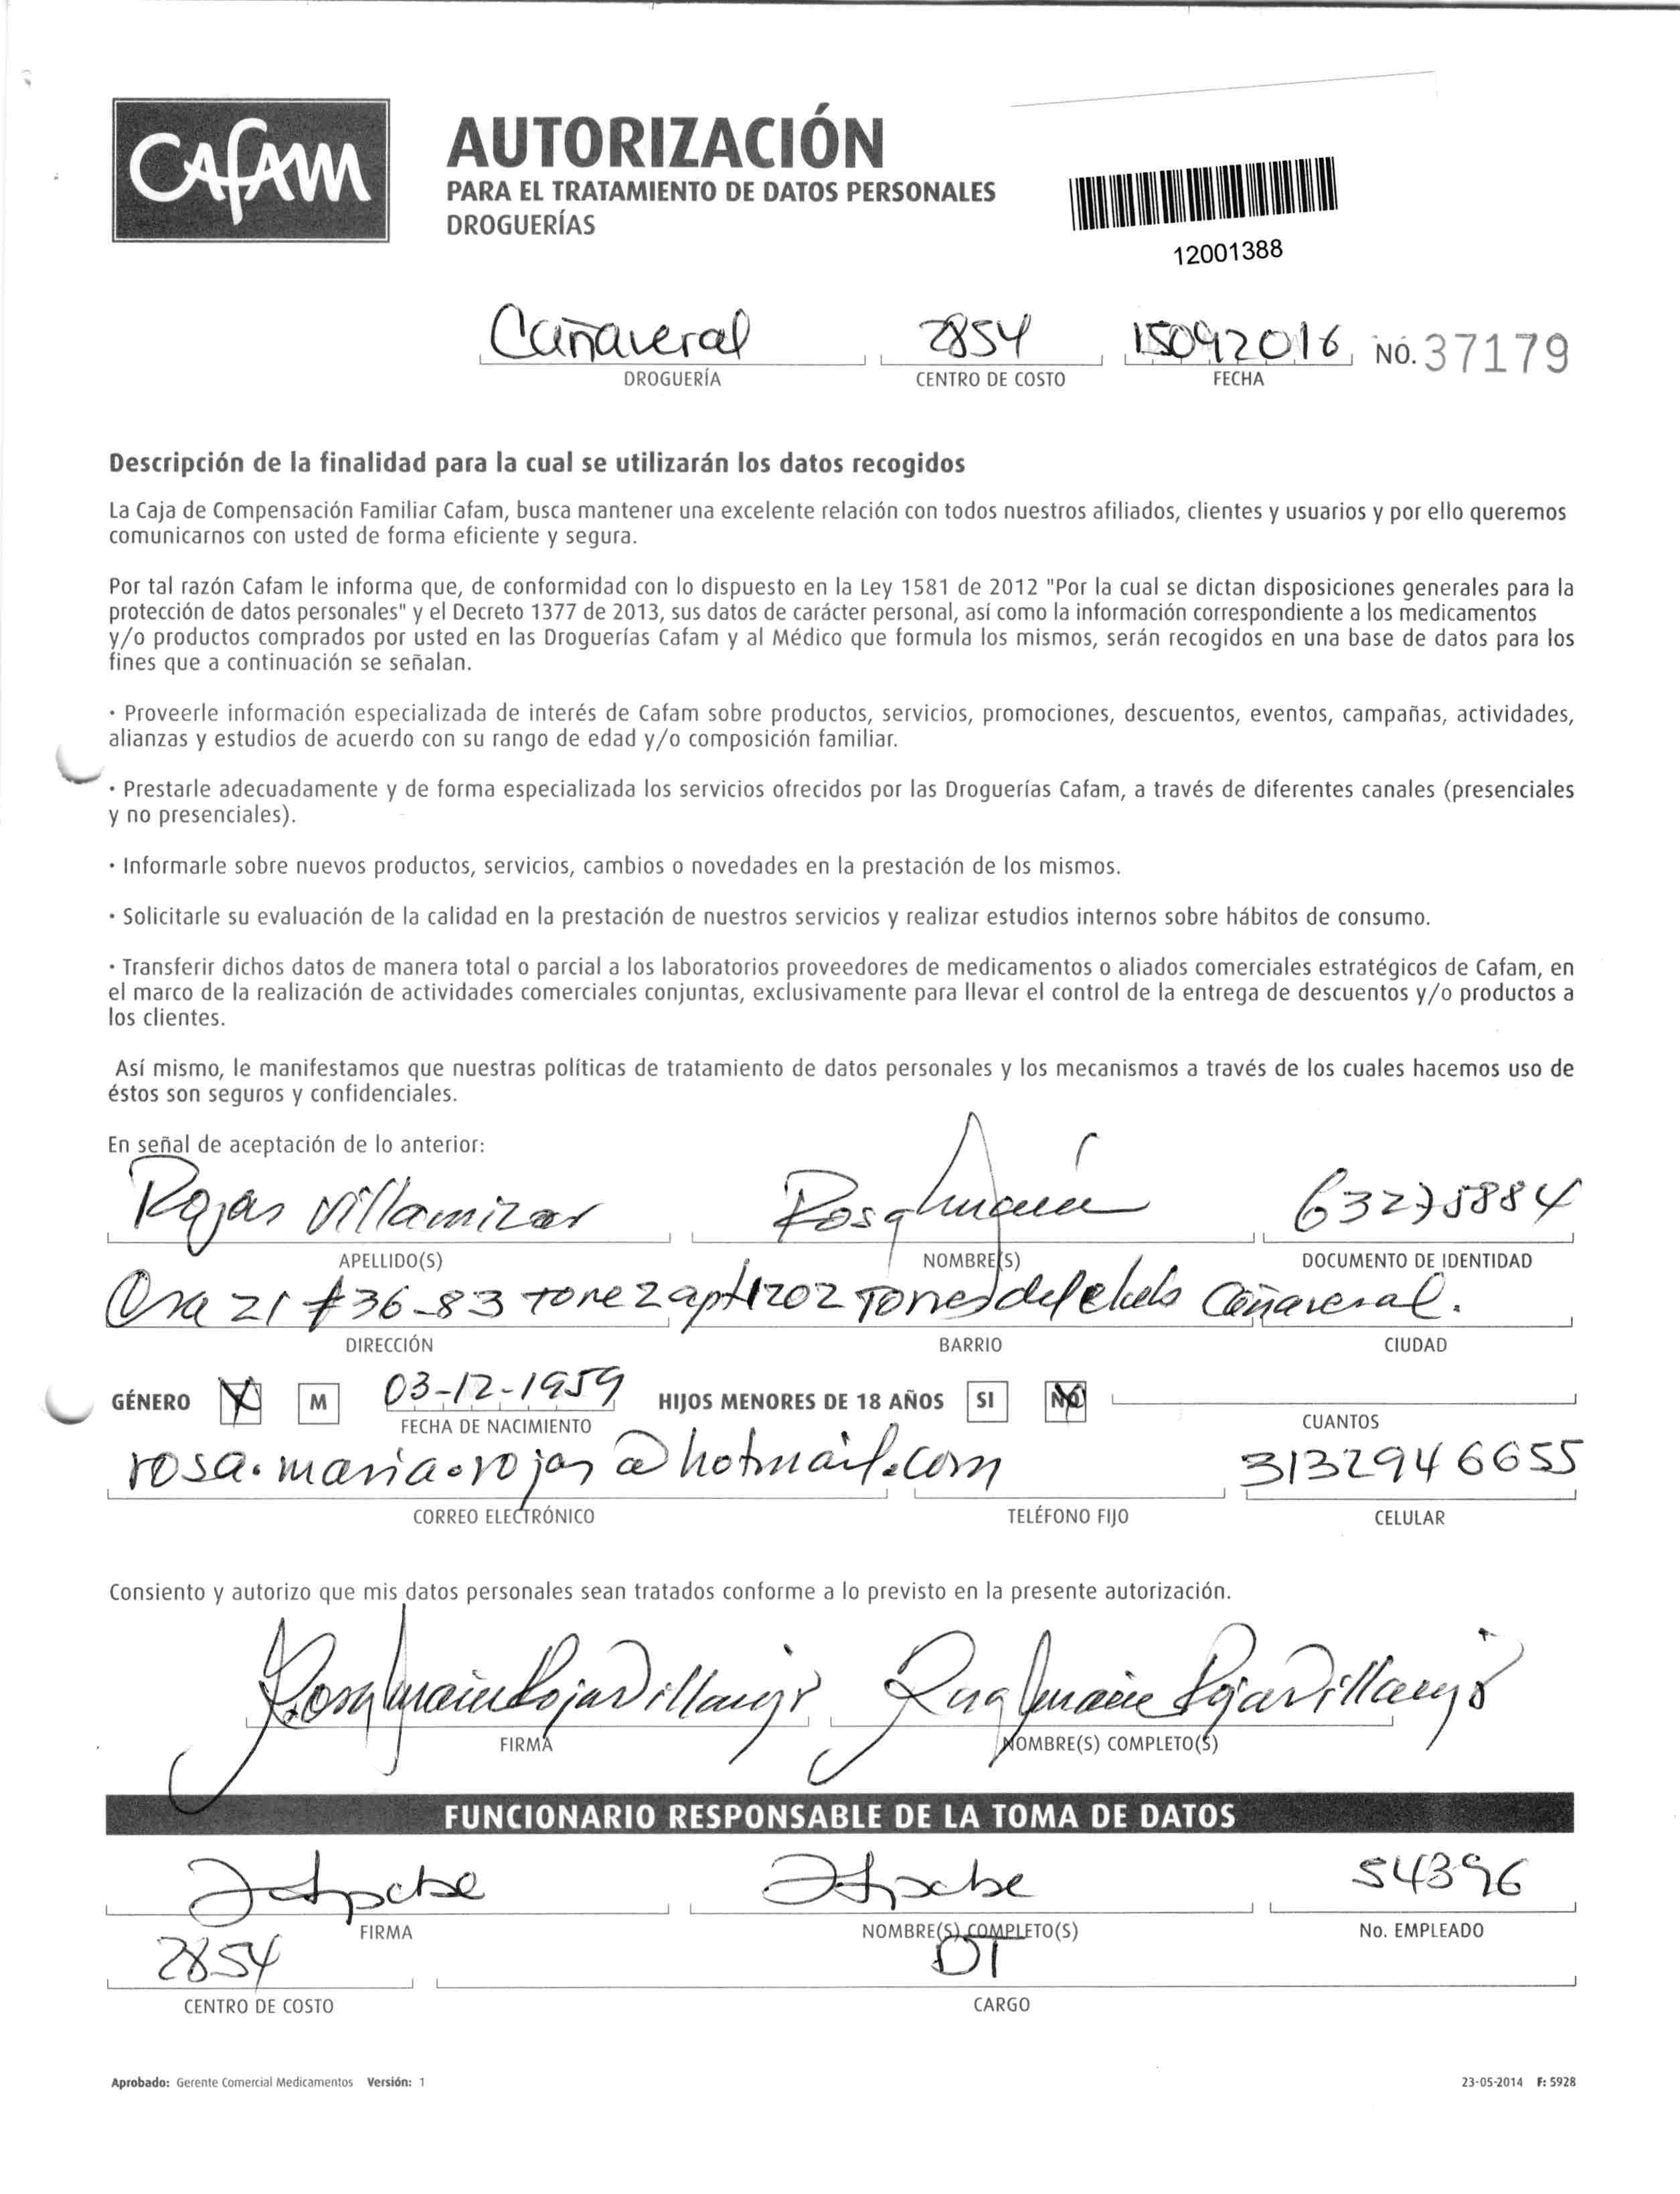 CAFAM
AUTORIZACIÓN
PARA EL TRATAMIENTO DE DATOS PERSONALES
DROGUERÍAS
12001388
Cañaveral 2854 15092016 NO. 37179
DROGUERÍA CENTRO DE COSTO FECHA
Descripción de la finalidad para la cual se utilizarán los datos recogidos
La Caja de Compensación Familiar Cafam, busca mantener una excelente relación con todos nuestros afiliados, clientes y usuarios y por ello queremos
comunicarnos con usted de forma eficiente y segura.
Por tal razón Cafam le informa que, de conformidad con lo dispuesto en la Ley 1581 de 2012 "Por la cual se dictan disposiciones generales para la
protección de datos personales" y el Decreto 1377 de 2013, sus datos de carácter personal, así como la información correspondiente a los medicamentos
y/o productos comprados por usted en las Droguerías Cafam y al Médico que formula los mismos, serán recogidos en una base de datos para los
fines que a continuación se señalan.
· Proveerle información especializada de interés de Cafam sobre productos, servicios, promociones, descuentos, eventos, campañas, actividades,
alianzas y estudios de acuerdo con su rango de edad y/o composición familiar.
· Prestarle adecuadamente y de forma especializada los servicios ofrecidos por las Droguerías Cafam, a través de diferentes canales (presenciales
y no presenciales).
· Informarle sobre nuevos productos, servicios, cambios o novedades en la prestación de los mismos.
· Solicitarle su evaluación de la calidad en la prestación de nuestros servicios y realizar estudios internos sobre hábitos de consumo.
· Transferir dichos datos de manera total o parcial a los laboratorios proveedores de medicamentos o aliados comerciales estratégicos de Cafam, en
el marco de la realización de actividades comerciales conjuntas, exclusivamente para llevar el control de la entrega de descuentos y/o productos a
los clientes.
Así mismo, le manifestamos que nuestras políticas de tratamiento de datos personales y los mecanismos a través de los cuales hacemos uso de
éstos son seguros y confidenciales.
En señal de aceptación de lo anterior:
Rojas Villamizar Rosa María 63275884
APELLIDO(S) NOMBRE(S) DOCUMENTO DE IDENTIDAD
Cra 21 #36-83 torre 2 apt 1202 Torres del Cañaveral.
DIRECCIÓN BARRIO CIUDAD
GÉNERO X M 03-12-1959 HIJOS MENORES DE 18 AÑOS SI NO
FECHA DE NACIMIENTO CUANTOS
rosa.maria.rojas@hotmail.com 3132946655
CORREO ELECTRÓNICO TELÉFONO FIJO CELULAR
Consiento y autorizo que mis datos personales sean tratados conforme a lo previsto en la presente autorización.
Rosa María Rojas Villamizar Rosa María Rojas Villamizar
FIRMA NOMBRE(S) COMPLETO(S)
FUNCIONARIO RESPONSABLE DE LA TOMA DE DATOS
54396
FIRMA NOMBRE(S) COMPLETO(S) No. EMPLEADO
2854 DT
CENTRO DE COSTO CARGO
Aprobado: Gerente Comercial Medicamentos Versión: 1 23-05-2014 F: 5928